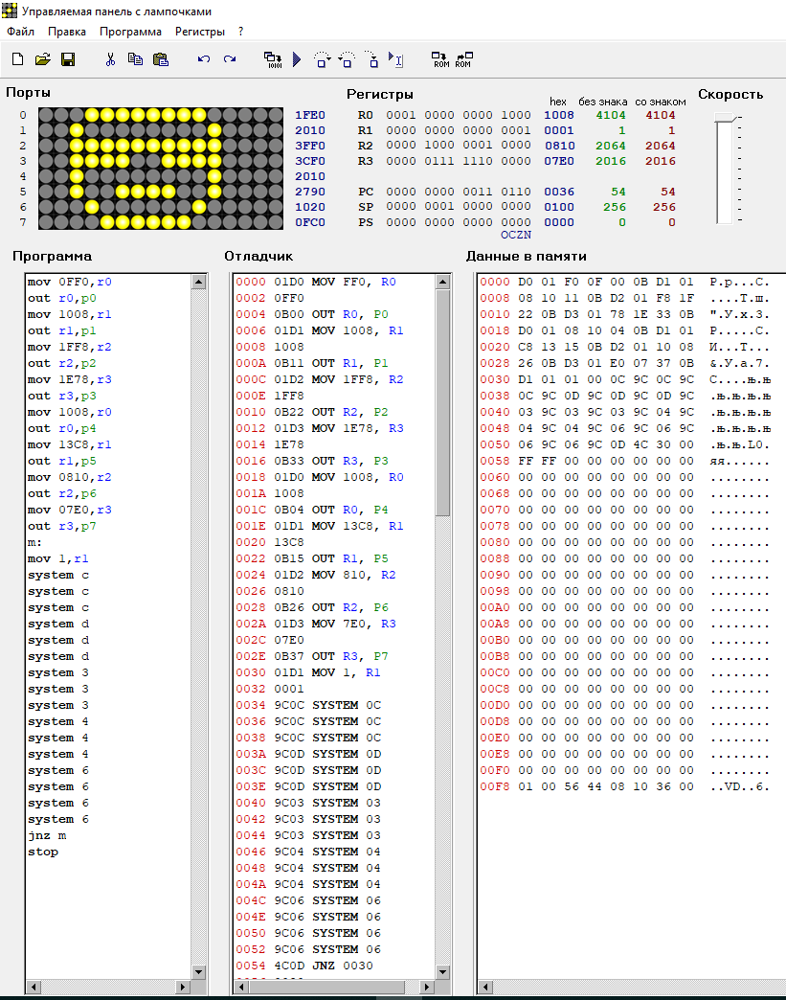 Управляемая панель с лампочками
Файл Правка Программа Регистры ?
1010 ROM ROM
Порты
0 1FE0
1 2010
2 3FF0
3 3CF0
4 2010
5 2790
6 1020
7 0FC0
Регистры
hex без знака со знаком
R0 0001 0000 0000 1000 1008 4104 4104
R1 0000 0000 0000 0001 0001 1 1
R2 0000 1000 0001 0000 0810 2064 2064
R3 0000 0111 1110 0000 07E0 2016 2016
PC 0000 0000 0011 0110 0036 54 54
SP 0000 0001 0000 0000 0100 256 256
PS 0000 0000 0000 0000 0000 0 0
OCZN
Скорость
Программа
mov 0FF0,r0
out r0,p0
mov 1008,r1
out r1,p1
mov 1FF8,r2
out r2,p2
mov 1E78,r3
out r3,p3
mov 1008,r0
out r0,p4
mov 13C8,r1
out r1,p5
mov 0810,r2
out r2,p6
mov 07E0,r3
out r3,p7
m:
mov 1,r1
system c
system c
system c
system d
system d
system d
system 3
system 3
system 3
system 4
system 4
system 4
system 6
system 6
system 6
system 6
jnz m
stop
Отладчик
0000 01D0 MOV FF0, R0
0002 0FF0
0004 0B00 OUT R0, P0
0006 01D1 MOV 1008, R1
0008 1008
000A 0B11 OUT R1, P1
000C 01D2 MOV 1FF8, R2
000E 1FF8
0010 0B22 OUT R2, P2
0012 01D3 MOV 1E78, R3
0014 1E78
0016 0B33 OUT R3, P3
0018 01D0 MOV 1008, R0
001A 1008
001C 0B04 OUT R0, P4
001E 01D1 MOV 13C8, R1
0020 13C8
0022 0B15 OUT R1, P5
0024 01D2 MOV 810, R2
0026 0810
0028 0B26 OUT R2, P6
002A 01D3 MOV 7E0, R3
002C 07E0
002E 0B37 OUT R3, P7
0030 01D1 MOV 1, R1
0032 0001
0034 9C0C SYSTEM 0C
0036 9C0C SYSTEM 0C
0038 9C0C SYSTEM 0C
003A 9C0D SYSTEM 0D
003C 9C0D SYSTEM 0D
003E 9C0D SYSTEM 0D
0040 9C03 SYSTEM 03
0042 9C03 SYSTEM 03
0044 9C03 SYSTEM 03
0046 9C04 SYSTEM 04
0048 9C04 SYSTEM 04
004A 9C04 SYSTEM 04
004C 9C06 SYSTEM 06
004E 9C06 SYSTEM 06
0050 9C06 SYSTEM 06
0052 9C06 SYSTEM 06
0054 4C0D JNZ 0030
Данные в памяти
0000 D0 01 F0 0F 00 0B D1 01 Р.р...С.
0008 08 10 11 0B D2 01 F8 1F ....Т.ш.
0010 22 0B D3 01 78 1E 33 0B ".У.x.3.
0018 D0 01 08 10 04 0B D1 01 Р.....С.
0020 C8 13 15 0B D2 01 10 08 И...Т...
0028 26 0B D3 01 E0 07 37 0B &.У.а.7.
0030 D1 01 01 00 0C 9C 0C 9C С....њ.њ
0038 0C 9C 0D 9C 0D 9C 0D 9C .њ.њ.њ.њ
0040 03 9C 03 9C 03 9C 04 9C .њ.њ.њ.њ
0048 04 9C 04 9C 06 9C 06 9C .њ.њ.њ.њ
0050 06 9C 06 9C 0D 4C 30 00 .њ.њ.L0.
0058 FF FF 00 00 00 00 00 00 яя......
0060 00 00 00 00 00 00 00 00 ........
0068 00 00 00 00 00 00 00 00 ........
0070 00 00 00 00 00 00 00 00 ........
0078 00 00 00 00 00 00 00 00 ........
0080 00 00 00 00 00 00 00 00 ........
0088 00 00 00 00 00 00 00 00 ........
0090 00 00 00 00 00 00 00 00 ........
0098 00 00 00 00 00 00 00 00 ........
00A0 00 00 00 00 00 00 00 00 ........
00A8 00 00 00 00 00 00 00 00 ........
00B0 00 00 00 00 00 00 00 00 ........
00B8 00 00 00 00 00 00 00 00 ........
00C0 00 00 00 00 00 00 00 00 ........
00C8 00 00 00 00 00 00 00 00 ........
00D0 00 00 00 00 00 00 00 00 ........
00D8 00 00 00 00 00 00 00 00 ........
00E0 00 00 00 00 00 00 00 00 ........
00E8 00 00 00 00 00 00 00 00 ........
00F0 00 00 00 00 00 00 00 00 ........
00F8 01 00 56 44 08 10 36 00 ..VD..6.